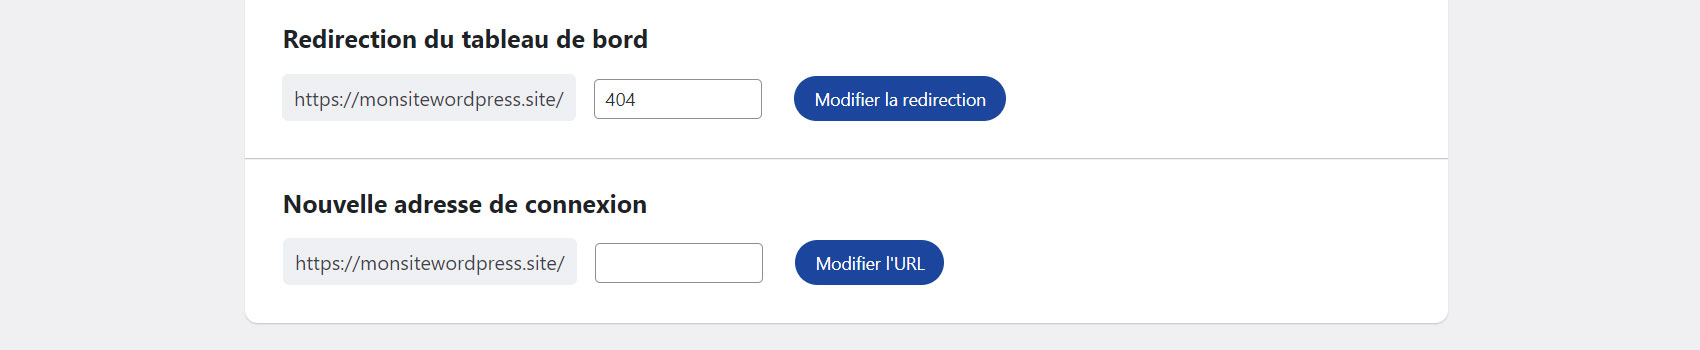 Redirection du tableau de bord
https://monsitewordpress.site/ 404 Modifier la redirection
Nouvelle adresse de connexion
https://monsitewordpress.site/ Modifier l'URL